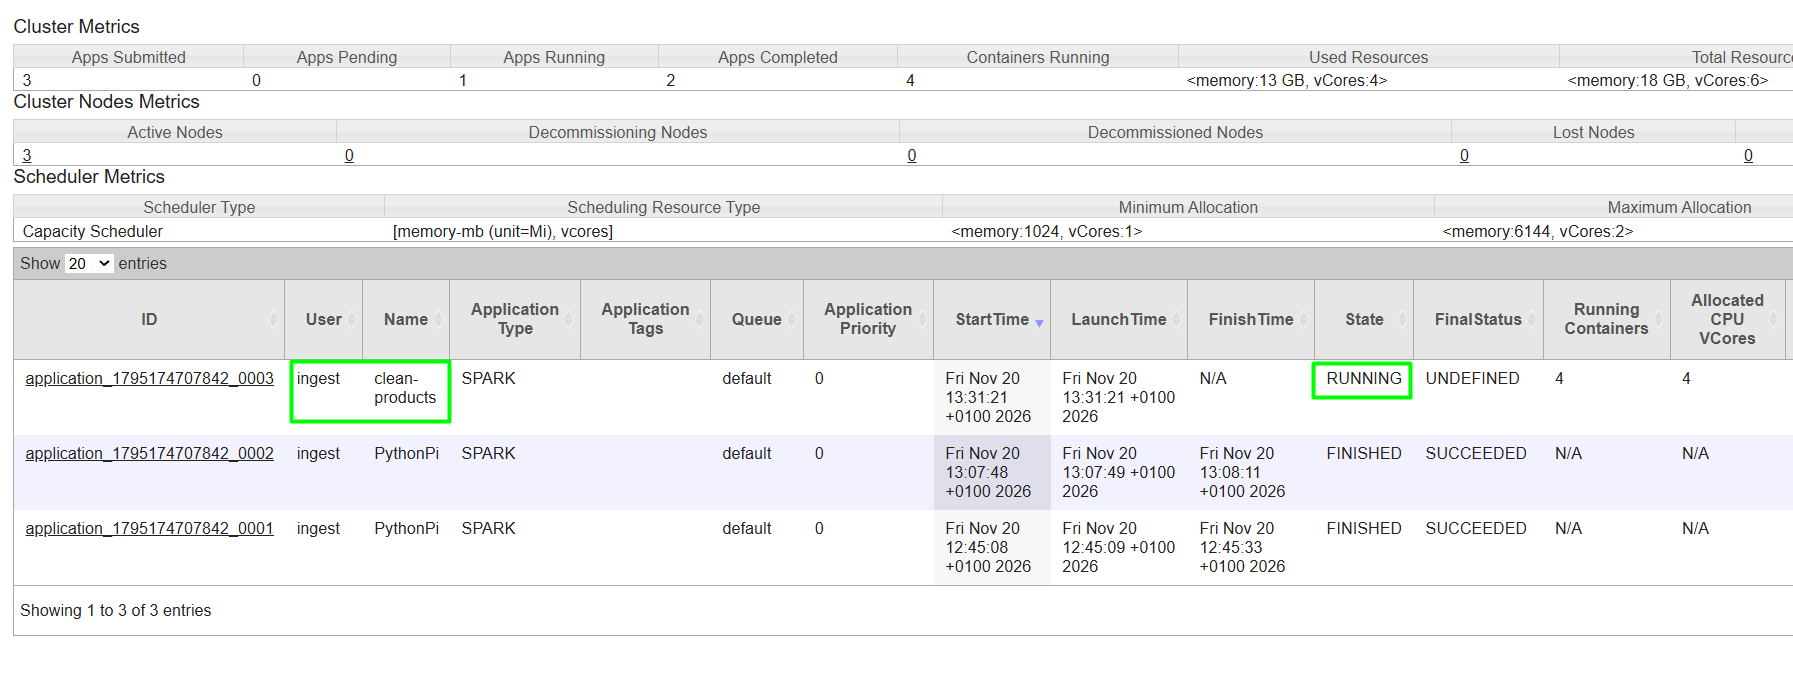 Cluster Metrics
Apps Submitted Apps Pending Apps Running Apps Completed Containers Running Used Resources Total Resourc
3 0 1 2 4 <memory:13 GB, vCores:4> <memory:18 GB, vCores:6>
Cluster Nodes Metrics
Active Nodes Decommissioning Nodes Decommissioned Nodes Lost Nodes
3 0 0 0 0
Scheduler Metrics
Scheduler Type Scheduling Resource Type Minimum Allocation Maximum Allocation
Capacity Scheduler [memory-mb (unit=Mi), vcores] <memory:1024, vCores:1> <memory:6144, vCores:2>
Show 20 entries
ID User Name Application Type Application Tags Queue Application Priority StartTime LaunchTime FinishTime State FinalStatus Running Containers Allocated CPU VCores
application_1795174707842_0003 ingest clean-products SPARK default 0 Fri Nov 20 13:31:21 +0100 2026 Fri Nov 20 13:31:21 +0100 2026 N/A RUNNING UNDEFINED 4 4
application_1795174707842_0002 ingest PythonPi SPARK default 0 Fri Nov 20 13:07:48 +0100 2026 Fri Nov 20 13:07:49 +0100 2026 Fri Nov 20 13:08:11 +0100 2026 FINISHED SUCCEEDED N/A N/A
application_1795174707842_0001 ingest PythonPi SPARK default 0 Fri Nov 20 12:45:08 +0100 2026 Fri Nov 20 12:45:09 +0100 2026 Fri Nov 20 12:45:33 +0100 2026 FINISHED SUCCEEDED N/A N/A
Showing 1 to 3 of 3 entries